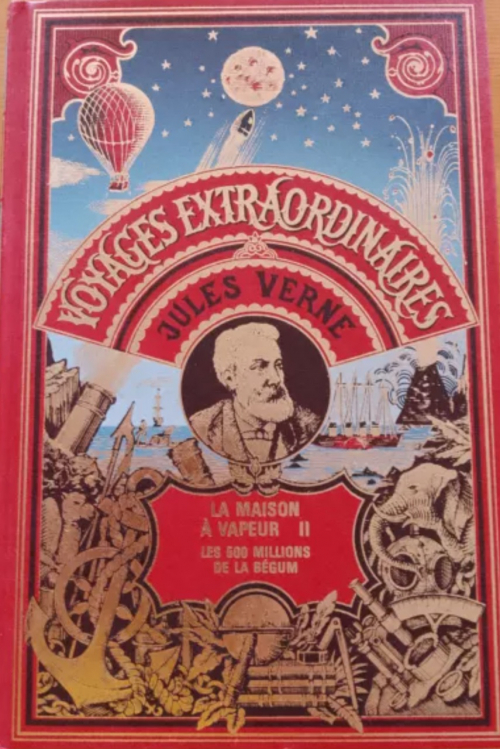 VOYAGES EXTRAORDINAIRES
JULES VERNE
LA MAISON
À VAPEUR II
LES 500 MILLIONS
DE LA BÉGUM